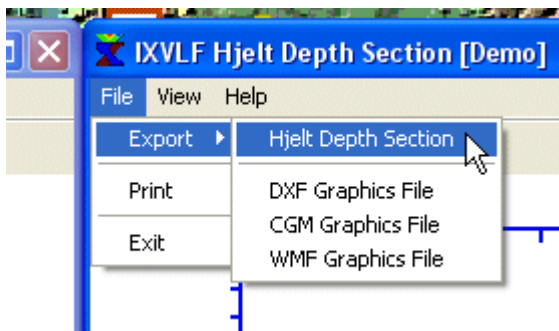 IXVLF Hjelt Depth Section [Demo]
File View Help
Export Hjelt Depth Section
Print DXF Graphics File
CGM Graphics File
Exit WMF Graphics File